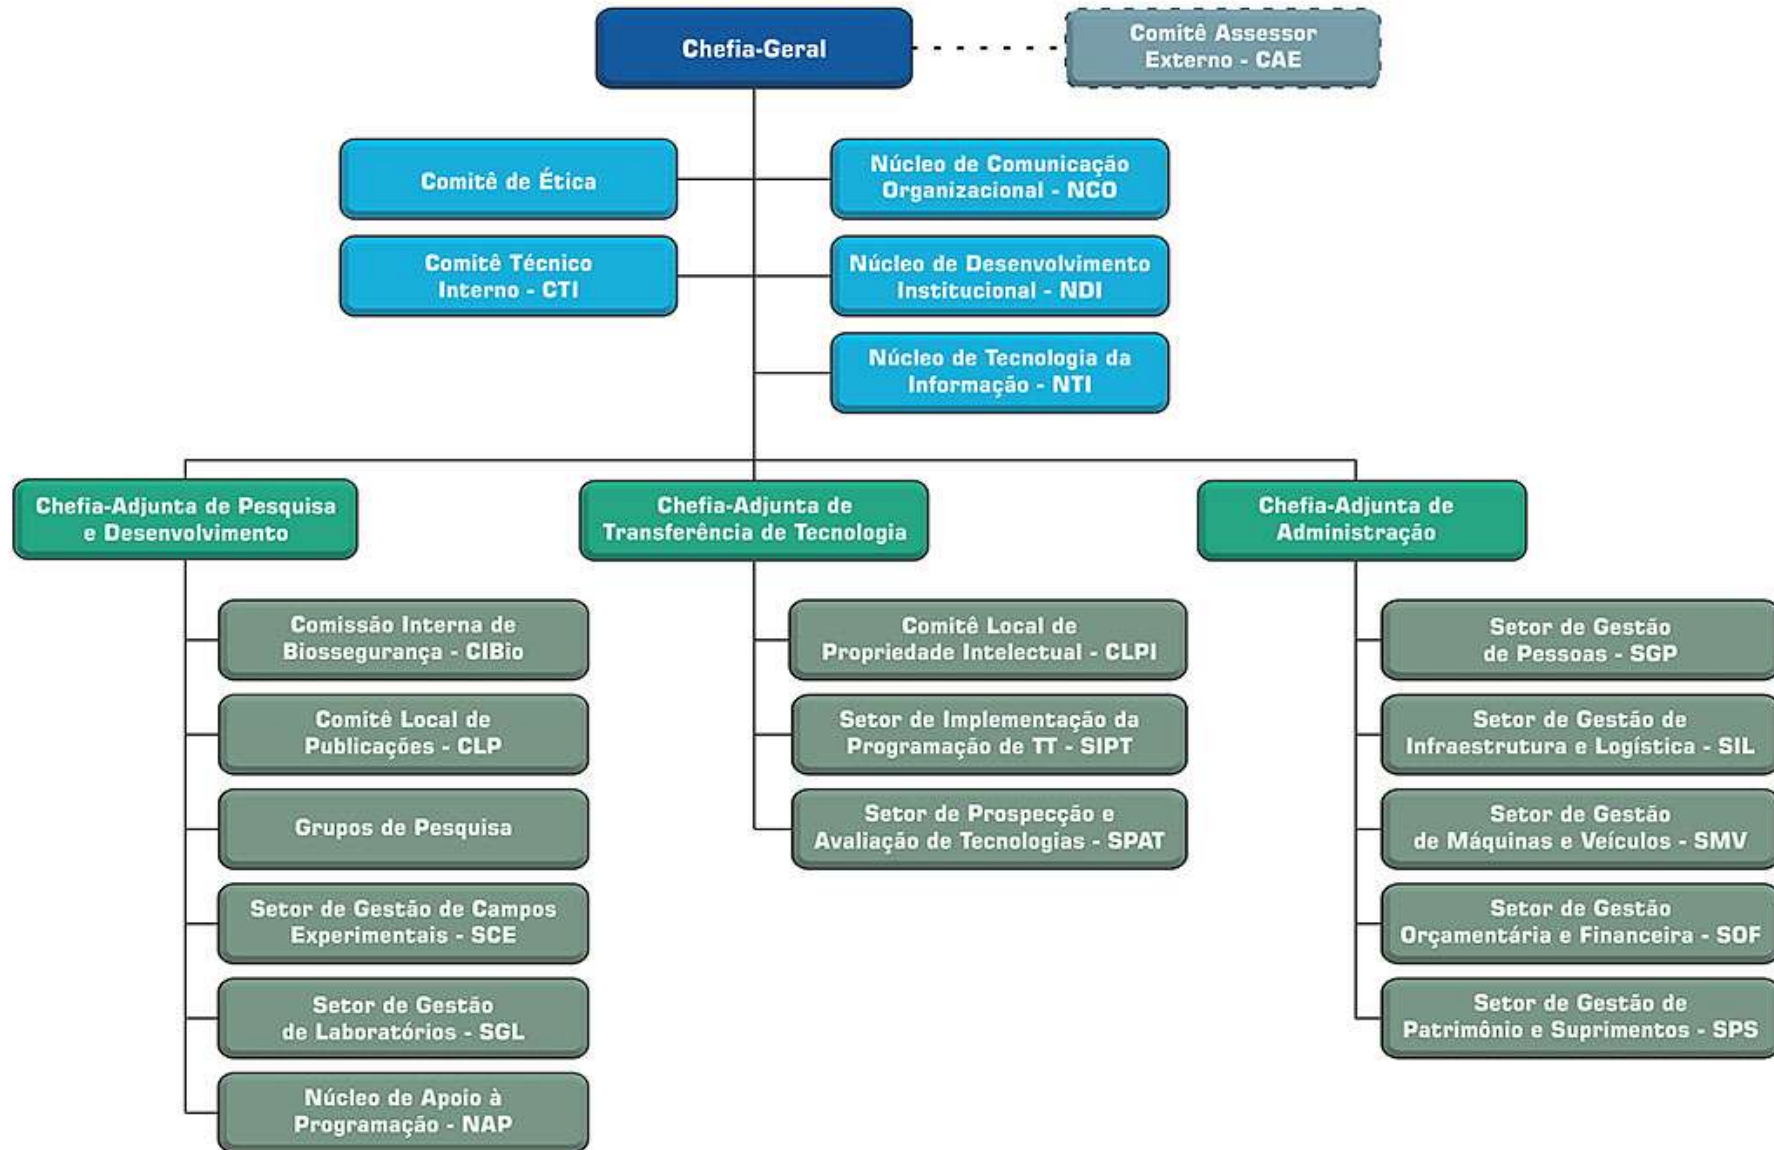 Chefia-Geral
Comitê Assessor
Externo - CAE
Comitê de Ética
Núcleo de Comunicação
Organizacional - NCO
Comitê Técnico
Interno - CTI
Núcleo de Desenvolvimento
Institucional - NDI
Núcleo de Tecnologia da
Informação - NTI
Chefia-Adjunta de Pesquisa
e Desenvolvimento
Chefia-Adjunta de
Transferência de Tecnologia
Chefia-Adjunta de
Administração
Comissão Interna de
Biossegurança - CIBio
Comitê Local de
Publicações - CLP
Grupos de Pesquisa
Setor de Gestão de Campos
Experimentais - SCE
Setor de Gestão
de Laboratórios - SGL
Núcleo de Apoio à
Programação - NAP
Comitê Local de
Propriedade Intelectual - CLPI
Setor de Implementação da
Programação de TT - SIPT
Setor de Prospecção e
Avaliação de Tecnologias - SPAT
Setor de Gestão
de Pessoas - SGP
Setor de Gestão de
Infraestrutura e Logística - SIL
Setor de Gestão
de Máquinas e Veículos - SMV
Setor de Gestão
Orçamentária e Financeira - SOF
Setor de Gestão de
Patrimônio e Suprimentos - SPS